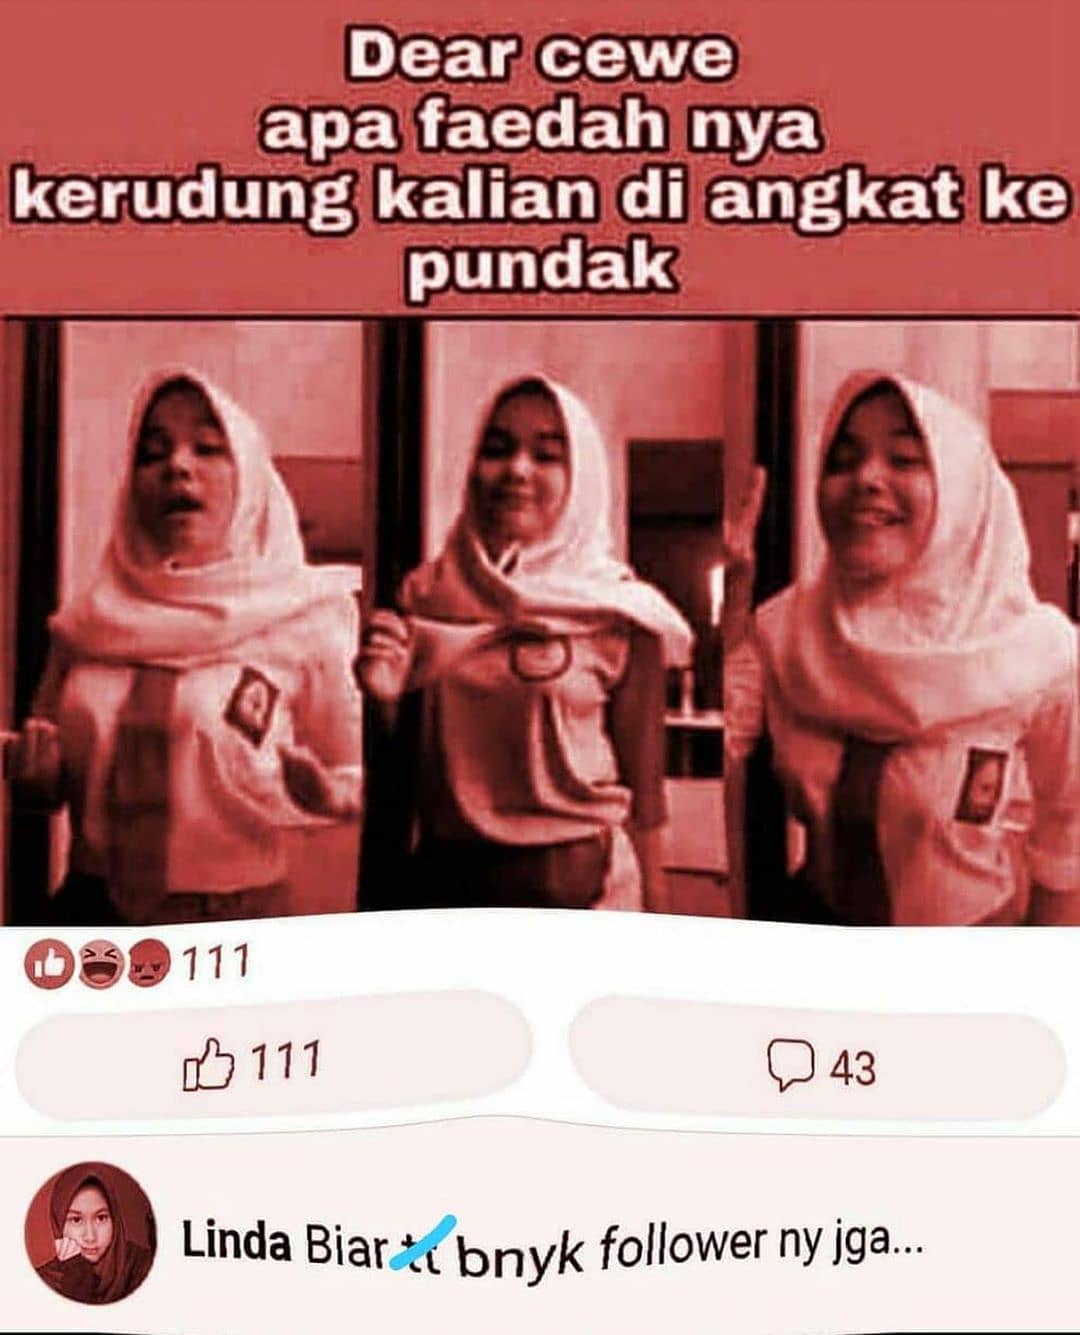 Dear cewe
apa faedah nya
kerudung kalian di angkat ke
pundak
111
111
43
Linda Biar bnyk follower ny jga...